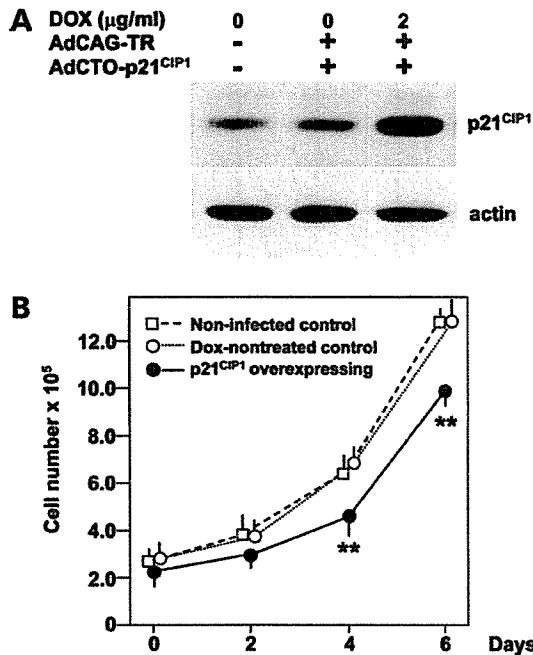 A
DOX (μg/ml) 0 0 2
AdCAG-TR - + +
AdCTO-p21CIP1 - + +
p21CIP1
actin
B
Non-infected control
Dox-nontreated control
p21CIP1 overexpressing
Cell number x 10⁵
12.0
10.0
8.0
6.0
4.0
2.0
**
**
0 2 4 6 Days